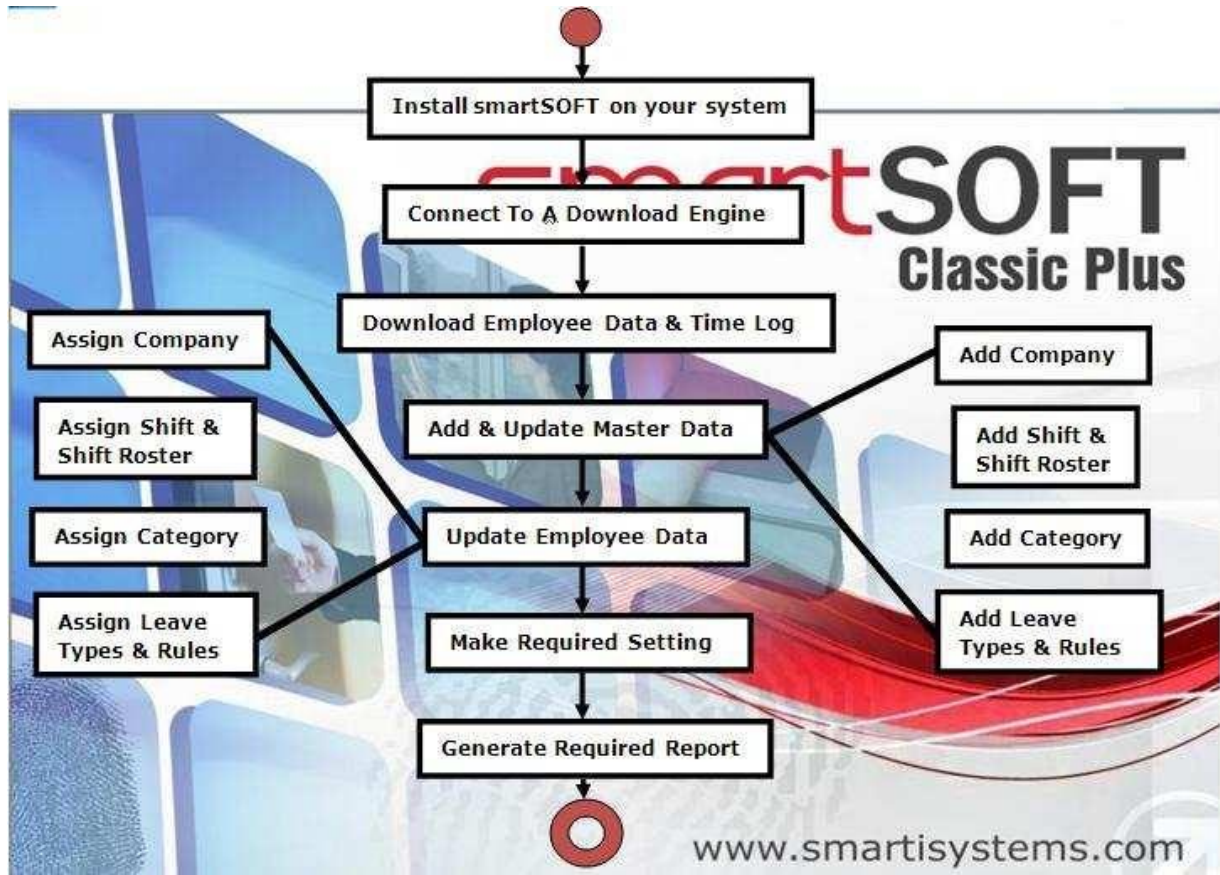 Install smartSOFT on your system
smartSOFT
Connect To A Download Engine
Classic Plus
Download Employee Data & Time Log
Assign Company
Add Company
Assign Shift &
Shift Roster
Add & Update Master Data
Add Shift &
Shift Roster
Assign Category
Update Employee Data
Add Category
Assign Leave
Types & Rules
Make Required Setting
Add Leave
Types & Rules
Generate Required Report
www.smartisystems.com